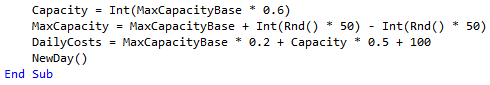 Capacity = Int(MaxCapacityBase * 0.6)
MaxCapacity = MaxCapacityBase + Int(Rnd() * 50) - Int(Rnd() * 50)
DailyCosts = MaxCapacityBase * 0.2 + Capacity * 0.5 + 100
NewDay()
End Sub